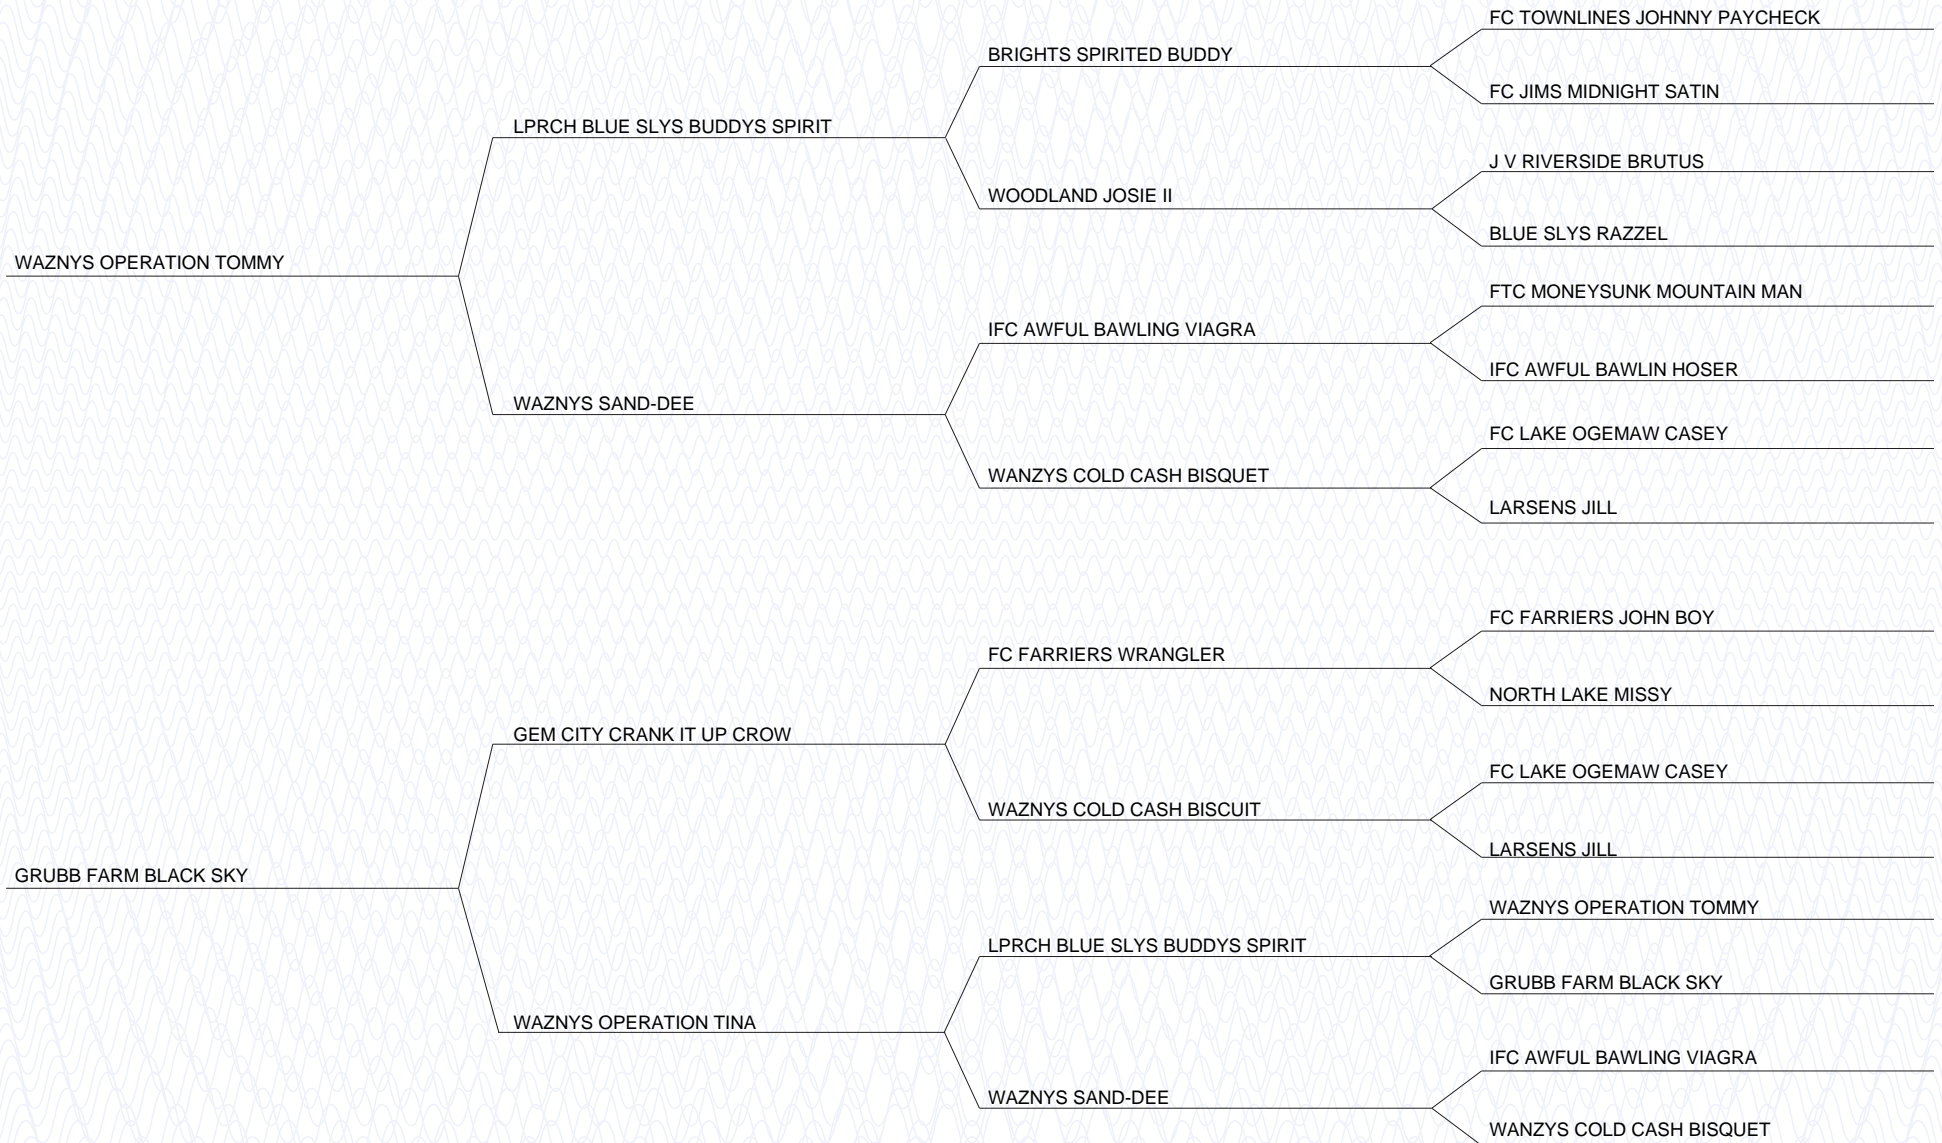 FC TOWNLINES JOHNNY PAYCHECK
BRIGHTS SPIRITED BUDDY
FC JIMS MIDNIGHT SATIN
LPRCH BLUE SLYS BUDDYS SPIRIT
J V RIVERSIDE BRUTUS
WOODLAND JOSIE II
BLUE SLYS RAZZEL
WAZNYS OPERATION TOMMY
FTC MONEYSUNK MOUNTAIN MAN
IFC AWFUL BAWLING VIAGRA
IFC AWFUL BAWLIN HOSER
WAZNYS SAND-DEE
FC LAKE OGEMAW CASEY
WANZYS COLD CASH BISQUET
LARSENS JILL
FC FARRIERS JOHN BOY
FC FARRIERS WRANGLER
NORTH LAKE MISSY
GEM CITY CRANK IT UP CROW
FC LAKE OGEMAW CASEY
WAZNYS COLD CASH BISCUIT
LARSENS JILL
GRUBB FARM BLACK SKY
WAZNYS OPERATION TOMMY
LPRCH BLUE SLYS BUDDYS SPIRIT
GRUBB FARM BLACK SKY
WAZNYS OPERATION TINA
IFC AWFUL BAWLING VIAGRA
WAZNYS SAND-DEE
WANZYS COLD CASH BISQUET